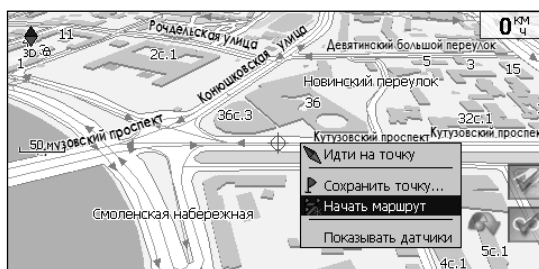 11
Рочдельская улица
0 КМ Ч
3D
1
2с.1
Конюшковская улица
Девятинский большой переулок
5
3
15
Новинский переулок
36с.3
36
32с.1
50
узовский проспект
Кутузовский проспект
Кутузовский проспек
Идти на точку
Сохранить точку...
Начать маршрут
Показывать датчики
Смоленская набережная
4с.1
5с.1